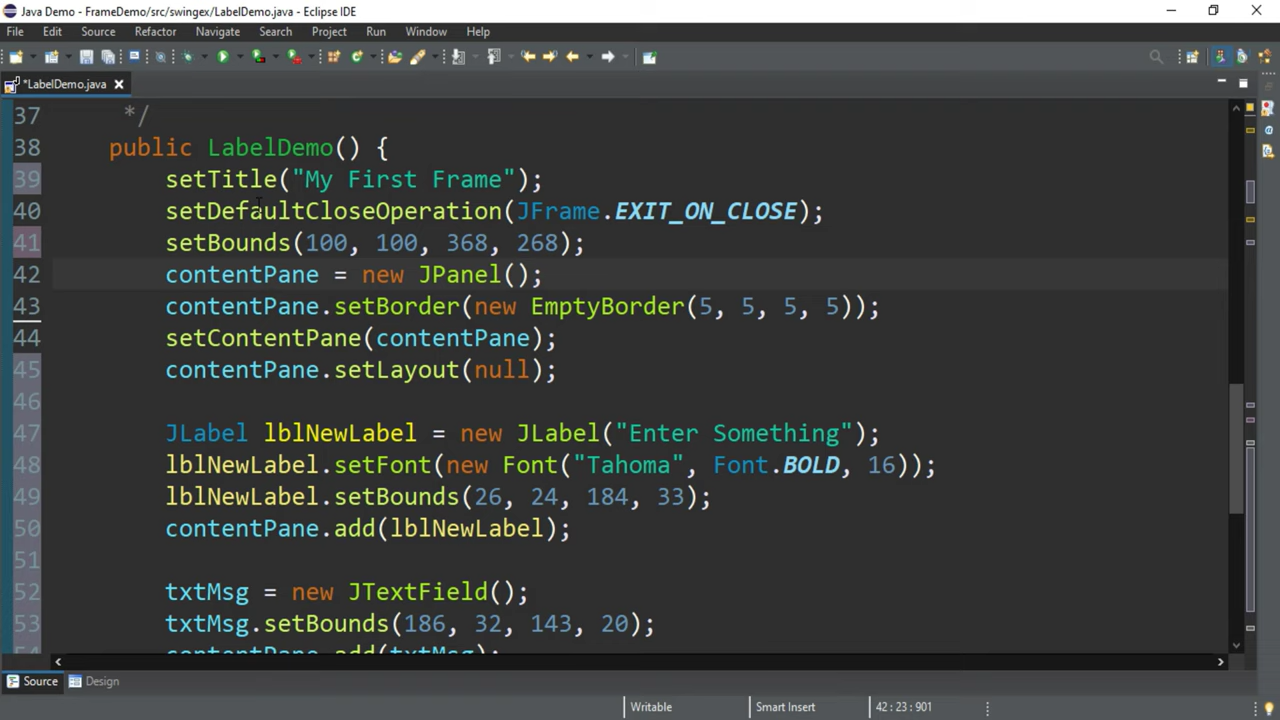 Java Demo - FrameDemo/src/swingex/LabelDemo.java - Eclipse IDE
File Edit Source Refactor Navigate Search Project Run Window Help
*LabelDemo.java
37 */
38 public LabelDemo() {
39 setTitle("My First Frame");
40 setDefaultCloseOperation(JFrame.EXIT_ON_CLOSE);
41 setBounds(100, 100, 368, 268);
42 contentPane = new JPanel();
43 contentPane.setBorder(new EmptyBorder(5, 5, 5, 5));
44 setContentPane(contentPane);
45 contentPane.setLayout(null);
46
47 JLabel lblNewLabel = new JLabel("Enter Something");
48 lblNewLabel.setFont(new Font("Tahoma", Font.BOLD, 16));
49 lblNewLabel.setBounds(26, 24, 184, 33);
50 contentPane.add(lblNewLabel);
51
52 txtMsg = new JTextField();
53 txtMsg.setBounds(186, 32, 143, 20);
54 contentPane.add(txtMsg);
Source Design
Writable Smart Insert 42 : 23 : 901